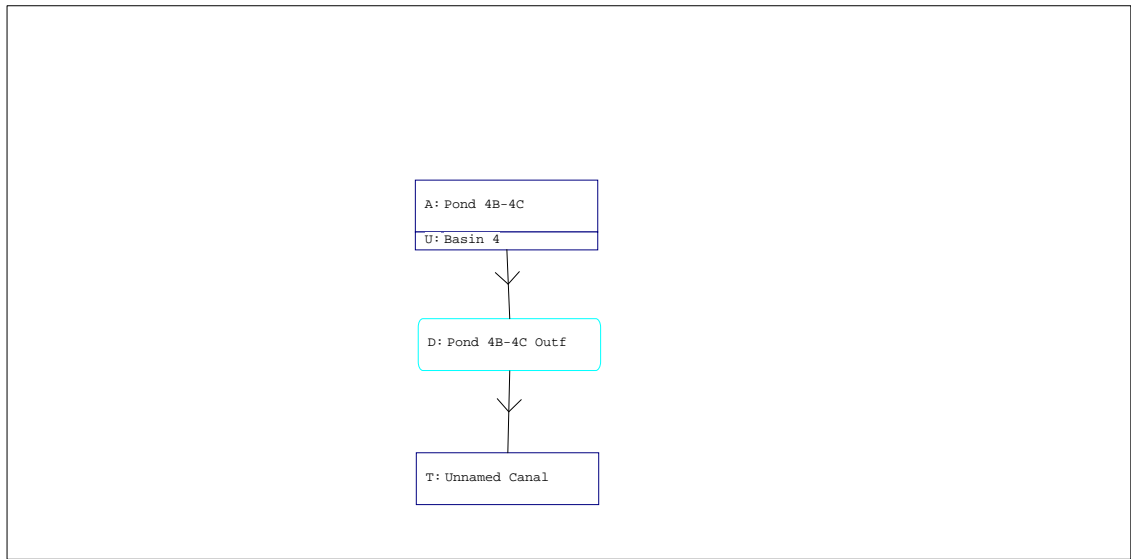 A: Pond 4B-4C
U: Basin 4
D: Pond 4B-4C Outf
T: Unnamed Canal